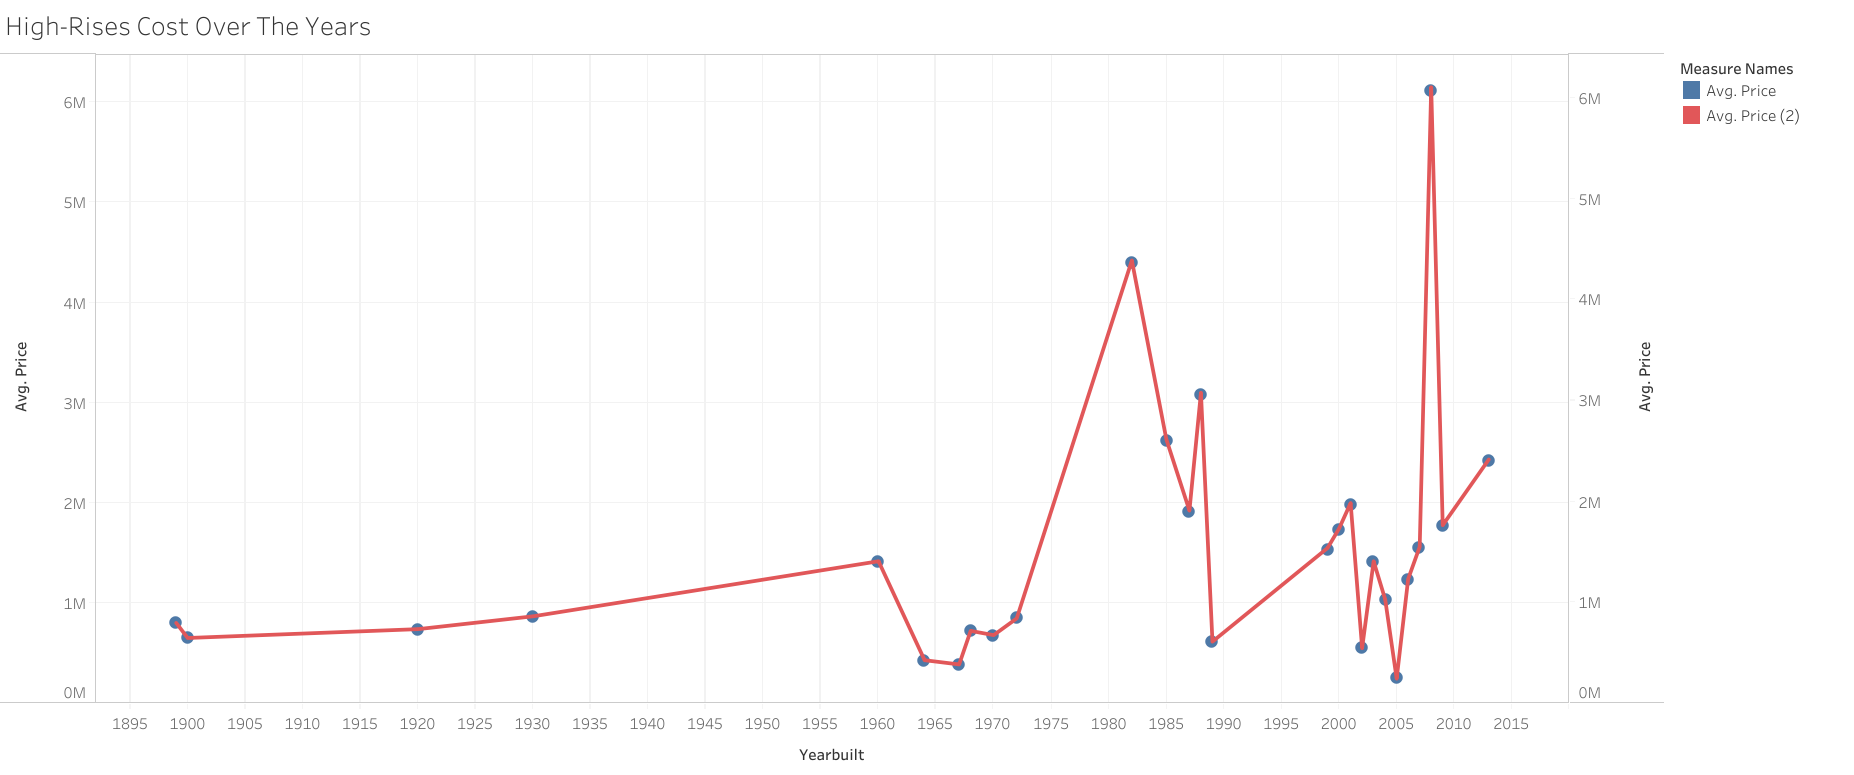 High-Rises Cost Over The Years
Measure Names
Avg. Price
Avg. Price (2)
Avg. Price
6M
5M
4M
3M
2M
1M
0M
6M
5M
4M
3M
2M
1M
0M
Avg. Price
1895 1900 1905 1910 1915 1920 1925 1930 1935 1940 1945 1950 1955 1960 1965 1970 1975 1980 1985 1990 1995 2000 2005 2010 2015
Yearbuilt